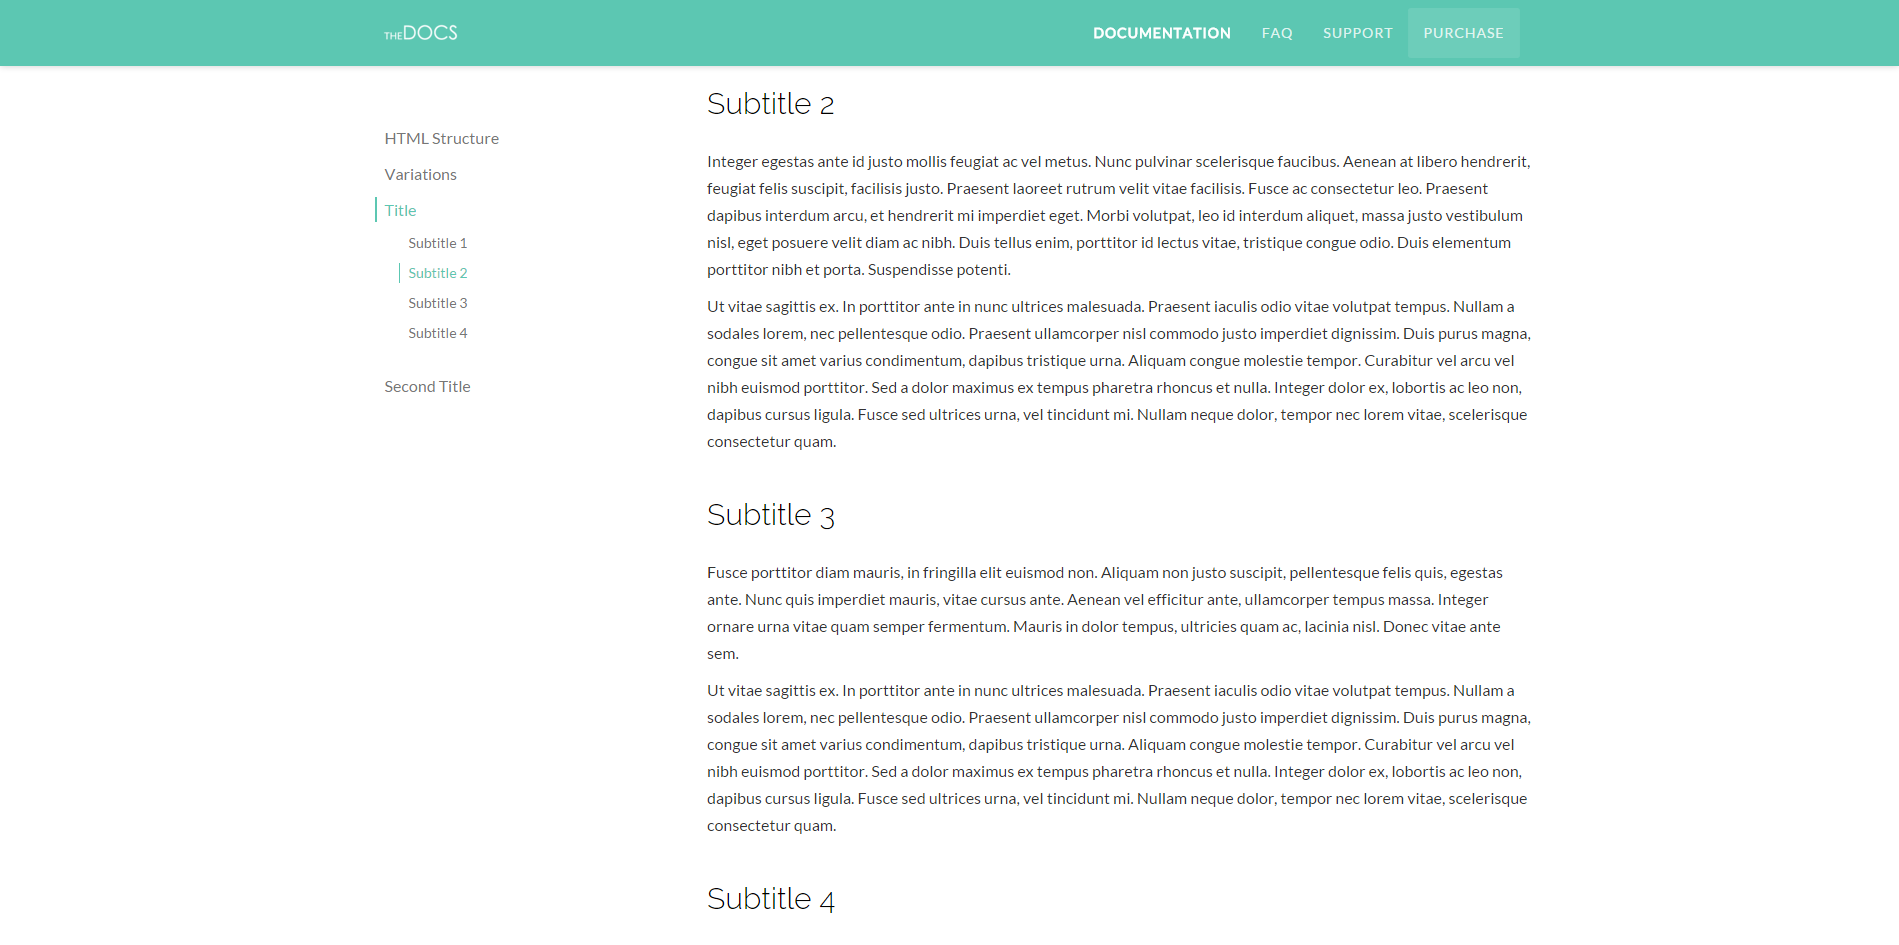 THEDOCS
DOCUMENTATION
FAQ
SUPPORT
PURCHASE
HTML Structure
Variations
Title
Subtitle 1
Subtitle 2
Subtitle 3
Subtitle 4
Second Title
Subtitle 2
Integer egestas ante id justo mollis feugiat ac vel metus. Nunc pulvinar scelerisque faucibus. Aenean at libero hendrerit,
feugiat felis suscipit, facilisis justo. Praesent laoreet rutrum velit vitae facilisis. Fusce ac consectetur leo. Praesent
dapibus interdum arcu, et hendrerit mi imperdiet eget. Morbi volutpat, leo id interdum aliquet, massa justo vestibulum
nisl, eget posuere velit diam ac nibh. Duis tellus enim, porttitor id lectus vitae, tristique congue odio. Duis elementum
porttitor nibh et porta. Suspendisse potenti.
Ut vitae sagittis ex. In porttitor ante in nunc ultrices malesuada. Praesent iaculis odio vitae volutpat tempus. Nullam a
sodales lorem, nec pellentesque odio. Praesent ullamcorper nisl commodo justo imperdiet dignissim. Duis purus magna,
congue sit amet varius condimentum, dapibus tristique urna. Aliquam congue molestie tempor. Curabitur vel arcu vel
nibh euismod porttitor. Sed a dolor maximus ex tempus pharetra rhoncus et nulla. Integer dolor ex, lobortis ac leo non,
dapibus cursus ligula. Fusce sed ultrices urna, vel tincidunt mi. Nullam neque dolor, tempor nec lorem vitae, scelerisque
consectetur quam.
Subtitle 3
Fusce porttitor diam mauris, in fringilla elit euismod non. Aliquam non justo suscipit, pellentesque felis quis, egestas
ante. Nunc quis imperdiet mauris, vitae cursus ante. Aenean vel efficitur ante, ullamcorper tempus massa. Integer
ornare urna vitae quam semper fermentum. Mauris in dolor tempus, ultricies quam ac, lacinia nisl. Donec vitae ante
sem.
Ut vitae sagittis ex. In porttitor ante in nunc ultrices malesuada. Praesent iaculis odio vitae volutpat tempus. Nullam a
sodales lorem, nec pellentesque odio. Praesent ullamcorper nisl commodo justo imperdiet dignissim. Duis purus magna,
congue sit amet varius condimentum, dapibus tristique urna. Aliquam congue molestie tempor. Curabitur vel arcu vel
nibh euismod porttitor. Sed a dolor maximus ex tempus pharetra rhoncus et nulla. Integer dolor ex, lobortis ac leo non,
dapibus cursus ligula. Fusce sed ultrices urna, vel tincidunt mi. Nullam neque dolor, tempor nec lorem vitae, scelerisque
consectetur quam.
Subtitle 4